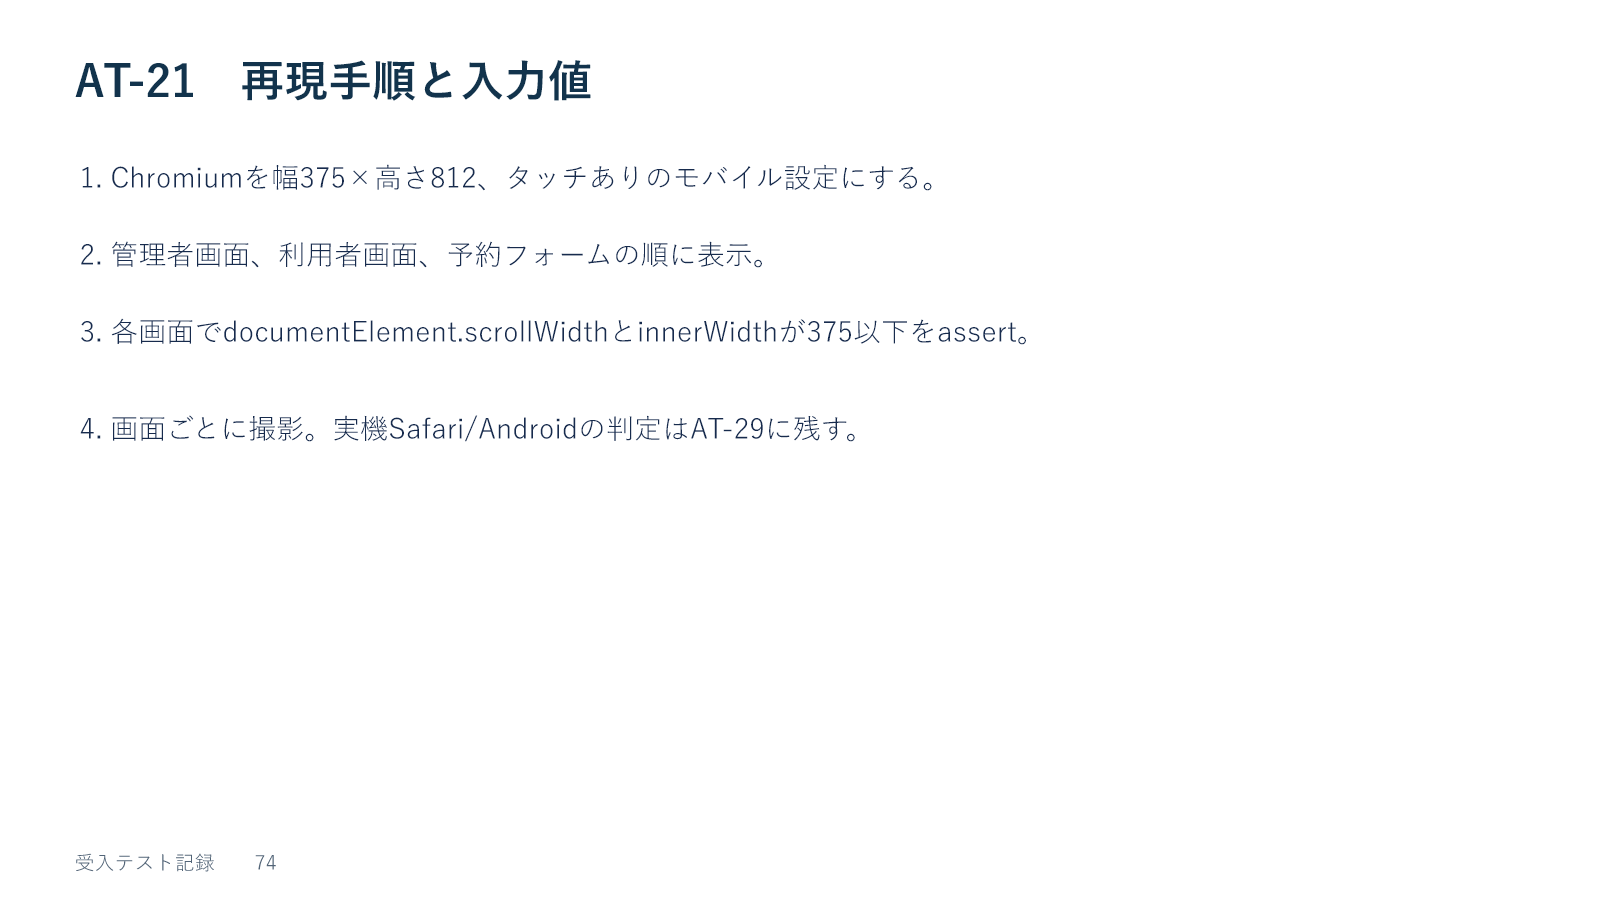 AT-21　再現手順と入力値
1. Chromiumを幅375×高さ812、タッチありのモバイル設定にする。
2. 管理者画面、利用者画面、予約フォームの順に表示。
3. 各画面でdocumentElement.scrollWidthとinnerWidthが375以下をassert。
4. 画面ごとに撮影。実機Safari/Androidの判定はAT-29に残す。
受入テスト記録　　74